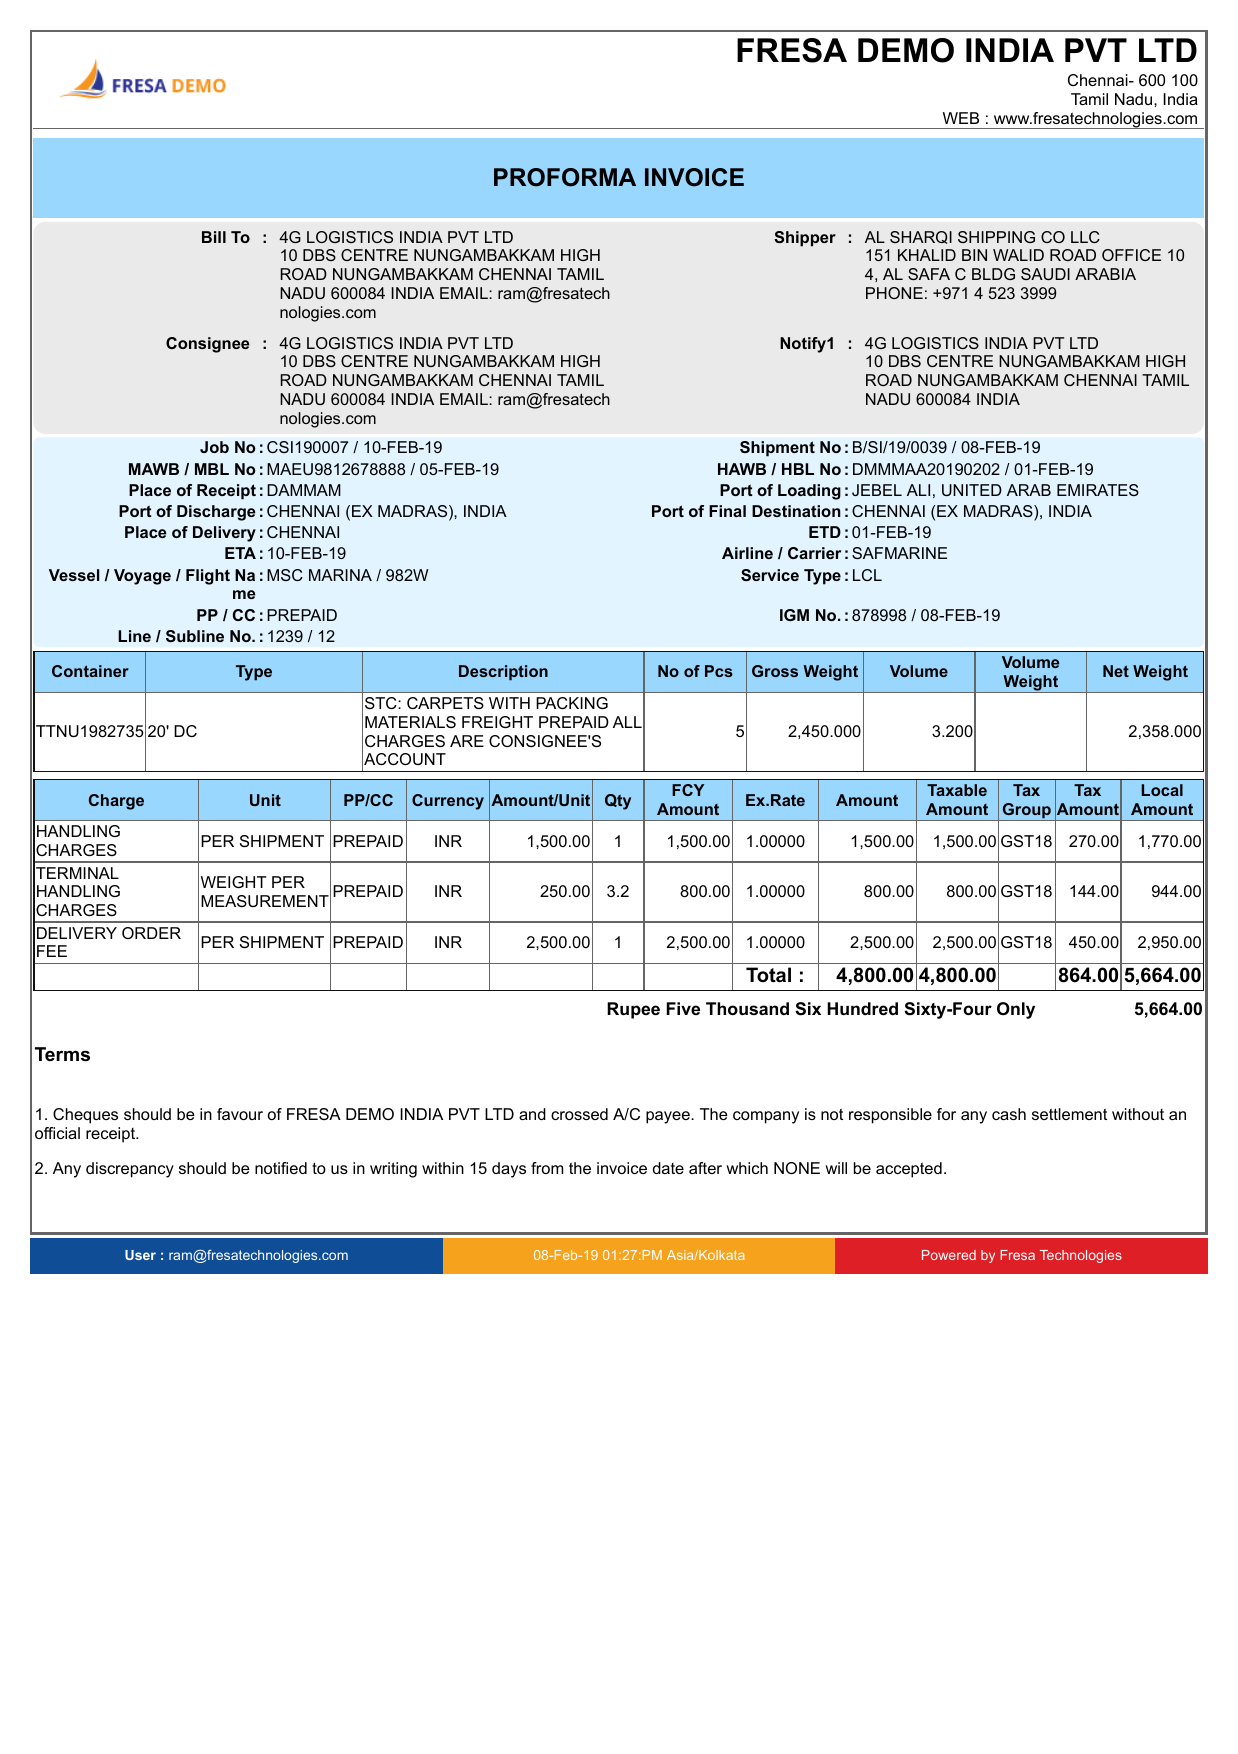 FRESA DEMO
FRESA DEMO INDIA PVT LTD
Chennai- 600 100
Tamil Nadu, India
WEB : www.fresatechnologies.com
PROFORMA INVOICE
Bill To : 4G LOGISTICS INDIA PVT LTD
10 DBS CENTRE NUNGAMBAKKAM HIGH
ROAD NUNGAMBAKKAM CHENNAI TAMIL
NADU 600084 INDIA EMAIL: ram@fresatech
nologies.com
Shipper : AL SHARQI SHIPPING CO LLC
151 KHALID BIN WALID ROAD OFFICE 10
4, AL SAFA C BLDG SAUDI ARABIA
PHONE: +971 4 523 3999
Consignee : 4G LOGISTICS INDIA PVT LTD
10 DBS CENTRE NUNGAMBAKKAM HIGH
ROAD NUNGAMBAKKAM CHENNAI TAMIL
NADU 600084 INDIA EMAIL: ram@fresatech
nologies.com
Notify1 : 4G LOGISTICS INDIA PVT LTD
10 DBS CENTRE NUNGAMBAKKAM HIGH
ROAD NUNGAMBAKKAM CHENNAI TAMIL
NADU 600084 INDIA
Job No : CSI190007 / 10-FEB-19 Shipment No : B/SI/19/0039 / 08-FEB-19
MAWB / MBL No : MAEU9812678888 / 05-FEB-19 HAWB / HBL No : DMMMAA20190202 / 01-FEB-19
Place of Receipt : DAMMAM Port of Loading : JEBEL ALI, UNITED ARAB EMIRATES
Port of Discharge : CHENNAI (EX MADRAS), INDIA Port of Final Destination : CHENNAI (EX MADRAS), INDIA
Place of Delivery : CHENNAI ETD : 01-FEB-19
ETA : 10-FEB-19 Airline / Carrier : SAFMARINE
Vessel / Voyage / Flight Na : MSC MARINA / 982W Service Type : LCL
me
PP / CC : PREPAID IGM No. : 878998 / 08-FEB-19
Line / Subline No. : 1239 / 12
Container Type Description No of Pcs Gross Weight Volume Volume Weight Net Weight
TTNU1982735 20' DC STC: CARPETS WITH PACKING
MATERIALS FREIGHT PREPAID ALL
CHARGES ARE CONSIGNEE'S
ACCOUNT
5 2,450.000 3.200 2,358.000
Charge Unit PP/CC Currency Amount/Unit Qty FCY Amount Ex.Rate Amount Taxable Amount Tax Group Tax Amount Local Amount
HANDLING CHARGES PER SHIPMENT PREPAID INR 1,500.00 1 1,500.00 1.00000 1,500.00 1,500.00 GST18 270.00 1,770.00
TERMINAL HANDLING CHARGES WEIGHT PER MEASUREMENT PREPAID INR 250.00 3.2 800.00 1.00000 800.00 800.00 GST18 144.00 944.00
DELIVERY ORDER FEE PER SHIPMENT PREPAID INR 2,500.00 1 2,500.00 1.00000 2,500.00 2,500.00 GST18 450.00 2,950.00
Total : 4,800.00 4,800.00 864.00 5,664.00
Rupee Five Thousand Six Hundred Sixty-Four Only 5,664.00
Terms
1. Cheques should be in favour of FRESA DEMO INDIA PVT LTD and crossed A/C payee. The company is not responsible for any cash settlement without an
official receipt.
2. Any discrepancy should be notified to us in writing within 15 days from the invoice date after which NONE will be accepted.
User : ram@fresatechnologies.com 08-Feb-19 01:27:PM Asia/Kolkata Powered by Fresa Technologies